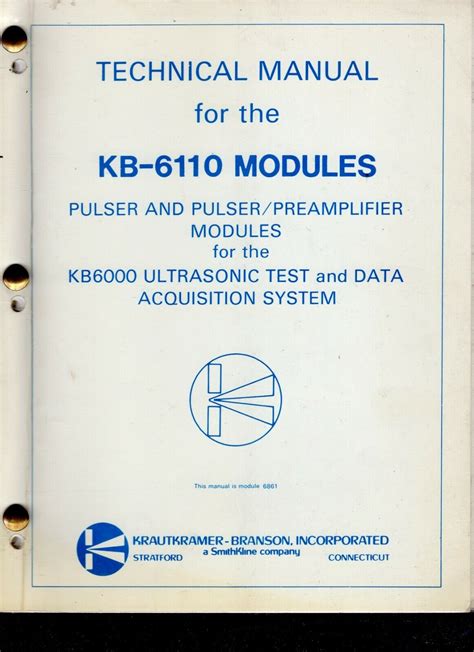 TECHNICAL MANUAL
for the
KB-6110 MODULES
PULSER AND PULSER/PREAMPLIFIER
MODULES
for the
KB6000 ULTRASONIC TEST and DATA
ACQUISITION SYSTEM
This manual is module 6861
KRAUTKRAMER-BRANSON, INCORPORATED
a SmithKline company
STRATFORD CONNECTICUT